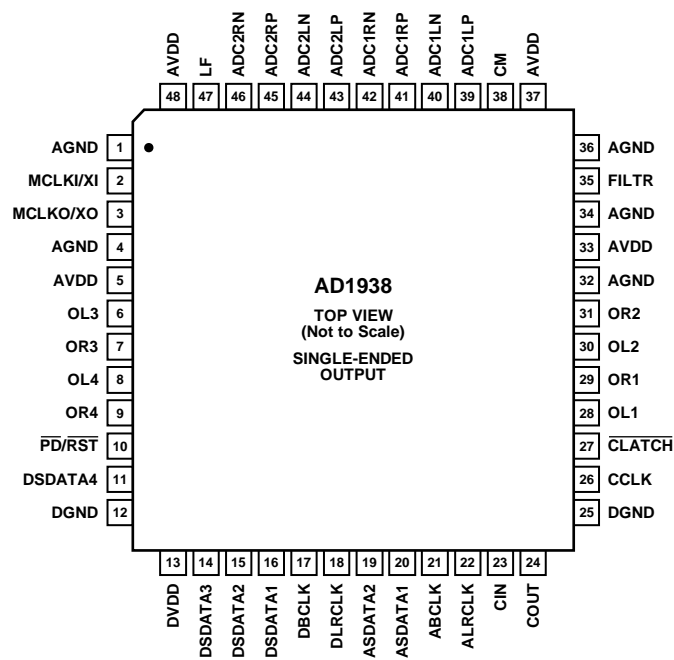 AVDD
LF
ADC2RN
ADC2RP
ADC2LN
ADC2LP
ADC1RN
ADC1RP
ADC1LN
ADC1LP
CM
AVDD
48 47 46 45 44 43 42 41 40 39 38 37
AGND 1
MCLKI/XI 2
MCLKO/XO 3
AGND 4
AVDD 5
OL3 6
OR3 7
OL4 8
OR4 9
PD/RST 10
DSDATA4 11
DGND 12
AD1938
TOP VIEW
(Not to Scale)
SINGLE-ENDED
OUTPUT
36 AGND
35 FILTR
34 AGND
33 AVDD
32 AGND
31 OR2
30 OL2
29 OR1
28 OL1
27 CLATCH
26 CCLK
25 DGND
13 14 15 16 17 18 19 20 21 22 23 24
DVDD
DSDATA3
DSDATA2
DSDATA1
DBCLK
DLRCLK
ASDATA2
ASDATA1
ABCLK
ALRCLK
CIN
COUT